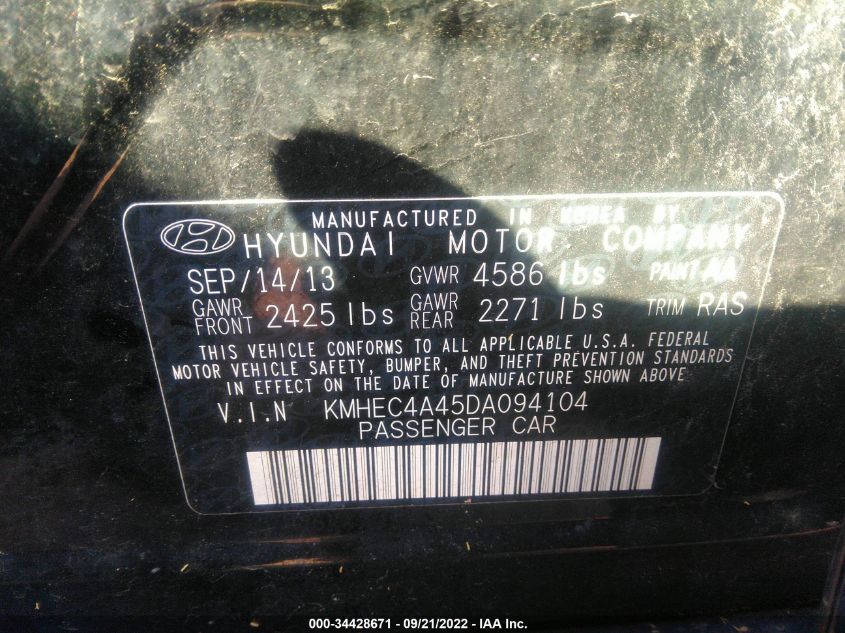 MANUFACTURED IN KOREA BY
HYUNDAI MOTOR COMPANY
SEP/14/13 GVWR 4586 lbs PAINT AA
GAWR FRONT 2425 lbs GAWR REAR 2271 lbs TRIM RAS
THIS VEHICLE CONFORMS TO ALL APPLICABLE U.S.A. FEDERAL
MOTOR VEHICLE SAFETY, BUMPER, AND THEFT PREVENTION STANDARDS
IN EFFECT ON THE DATE OF MANUFACTURE SHOWN ABOVE
V.I.N KMHEC4A45DA094104
PASSENGER CAR
000-34428671 - 09/21/2022 - IAA Inc.